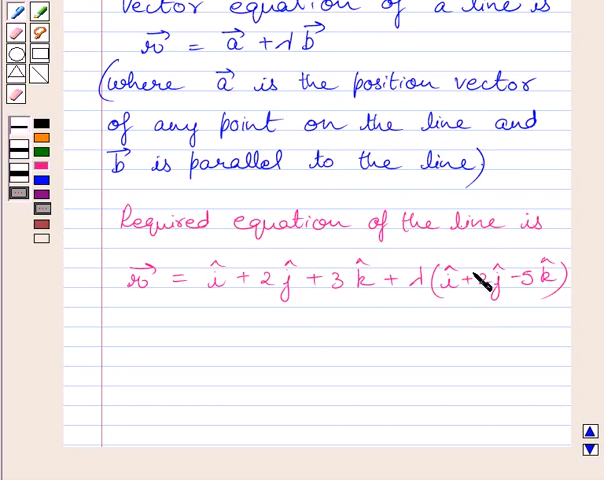 vector equation of a line is
r⃗ = a⃗ + λ b⃗
(where a⃗ is the position vector
of any point on the line and
b⃗ is parallel to the line)
Required equation of the line is
r⃗ = î + 2ĵ + 3k̂ + λ(î + 2ĵ - 5k̂)